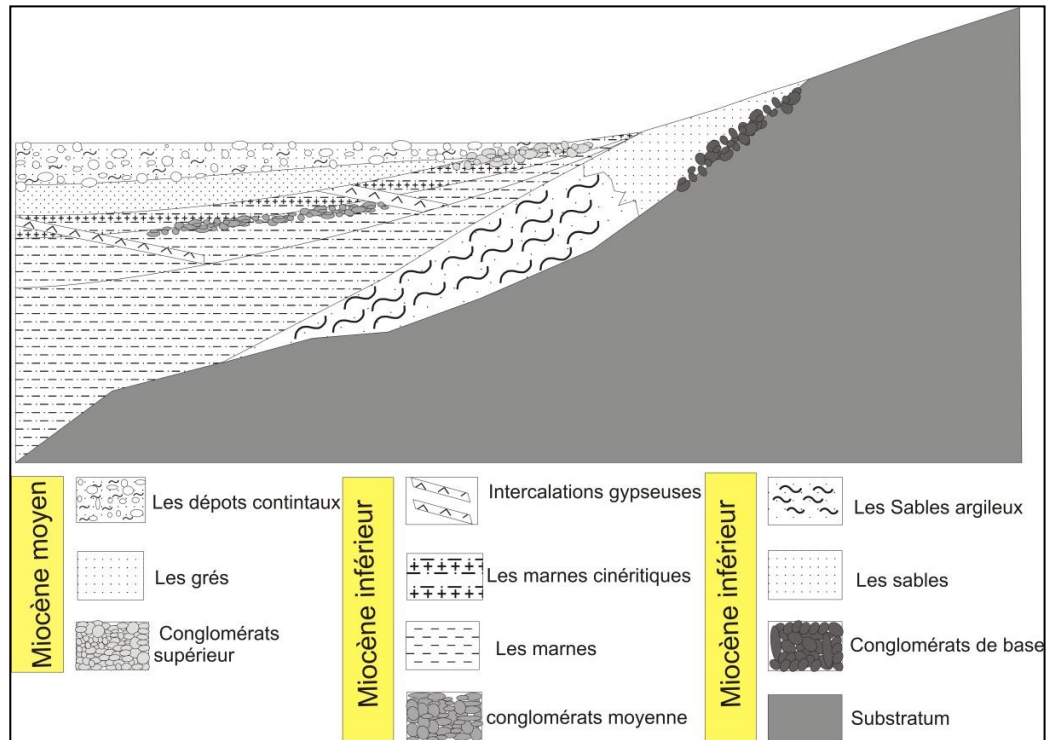 Miocène moyen
Les dépots contintaux
Les grés
Conglomérats
supérieur
Miocène inférieur
Intercalations gypseuses
Les marnes cinéritiques
Les marnes
conglomérats moyenne
Miocène inférieur
Les Sables argileux
Les sables
Conglomérats de base
Substratum